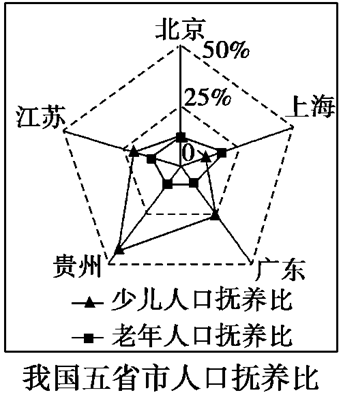 北京
50%
江苏
25%
上海
0
贵州
广东
少儿人口抚养比
老年人口抚养比
我国五省市人口抚养比